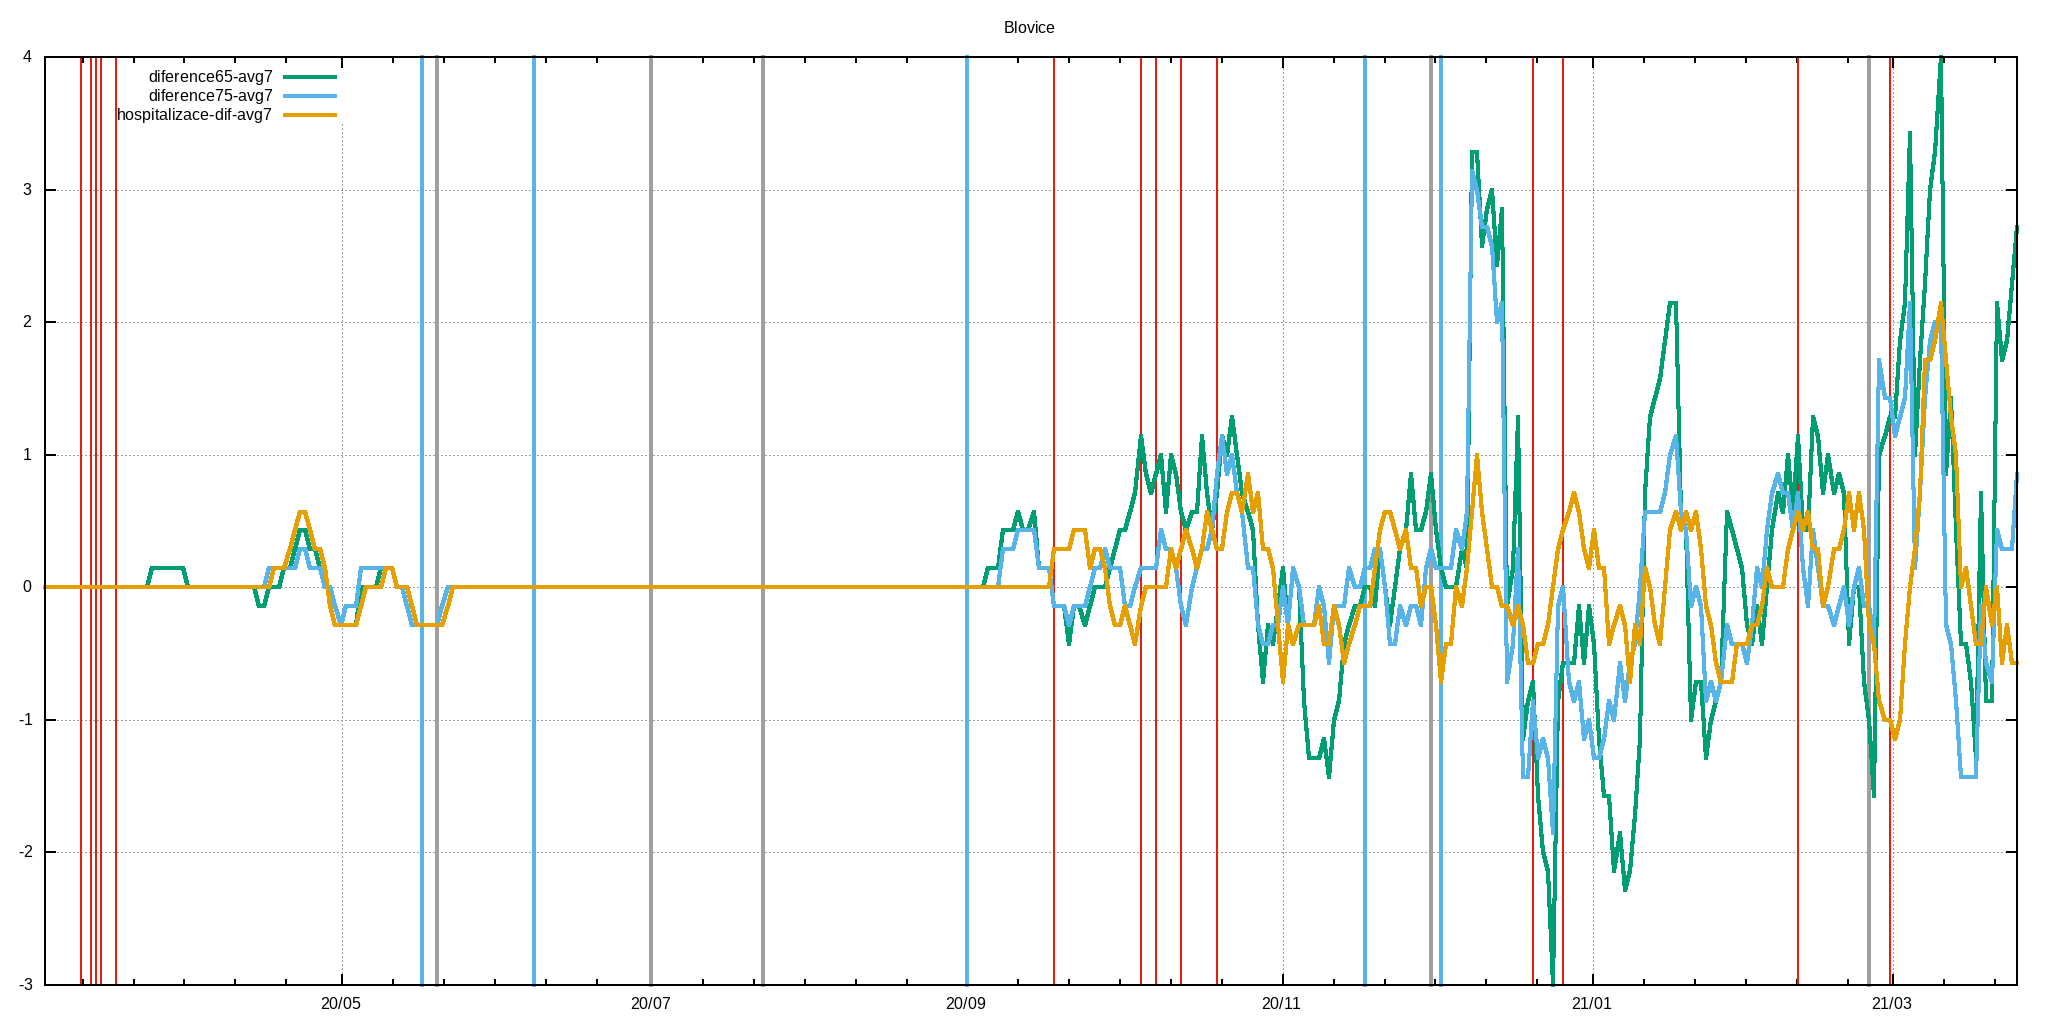 Blovice
diference65-avg7
diference75-avg7
hospitalizace-dif-avg7
4
3
2
1
0
-1
-2
-3
20/05 20/07 20/09 20/11 21/01 21/03